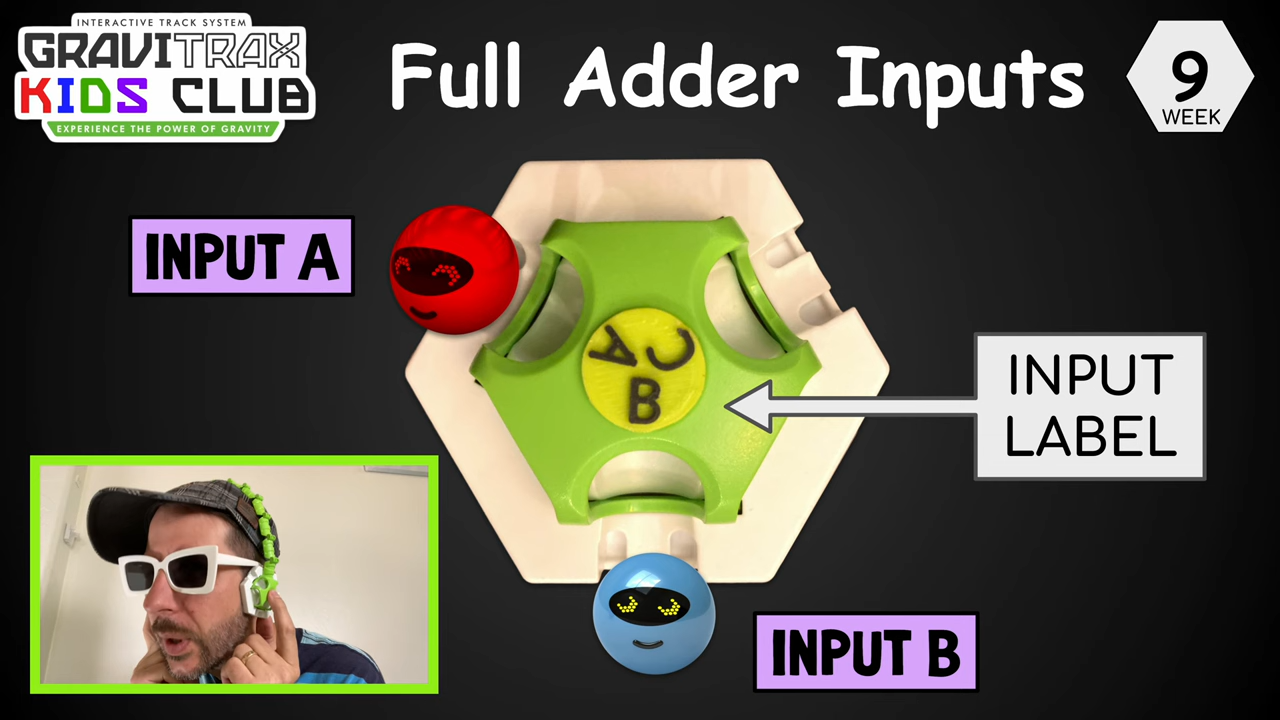 INTERACTIVE TRACK SYSTEM
GRAVITRAX
KIDS CLUB
EXPERIENCE THE POWER OF GRAVITY
Full Adder Inputs
9
WEEK
INPUT A
A C
B
INPUT
LABEL
INPUT B